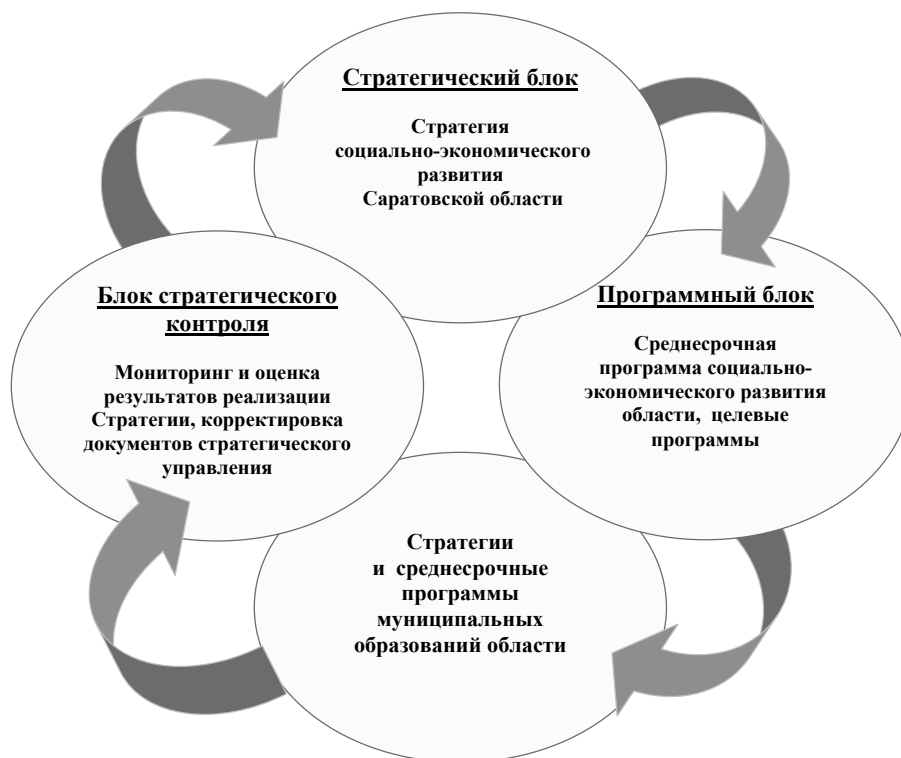 Стратегический блок
Стратегия
социально-экономического
развития
Саратовской области
Блок стратегического
контроля
Мониторинг и оценка
результатов реализации
Стратегии, корректировка
документов стратегического
управления
Программный блок
Среднесрочная
программа социально-
экономического развития
области, целевые
программы
Стратегии
и среднесрочные
программы
муниципальных
образований области